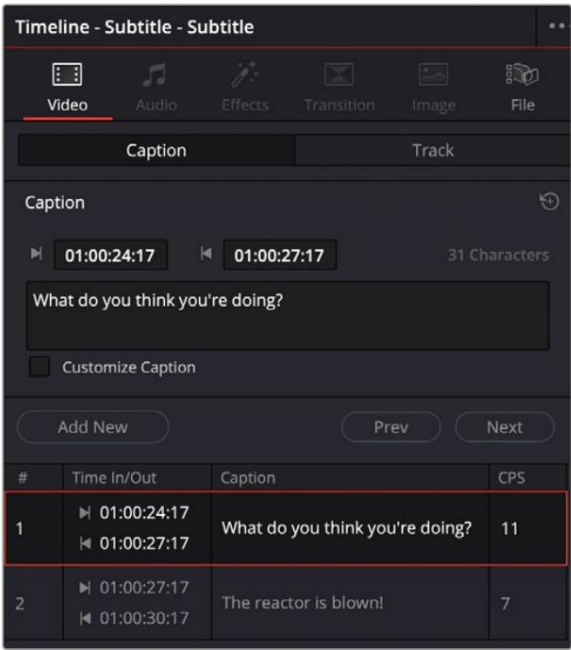 Timeline - Subtitle - Subtitle
Video Audio Effects Transition Image File
Caption Track
Caption
01:00:24:17 01:00:27:17 31 Characters
What do you think you're doing?
Customize Caption
Add New Prev Next
# Time In/Out Caption CPS
1 01:00:24:17 What do you think you're doing? 11
01:00:27:17
2 01:00:27:17 The reactor is blown! 7
01:00:30:17